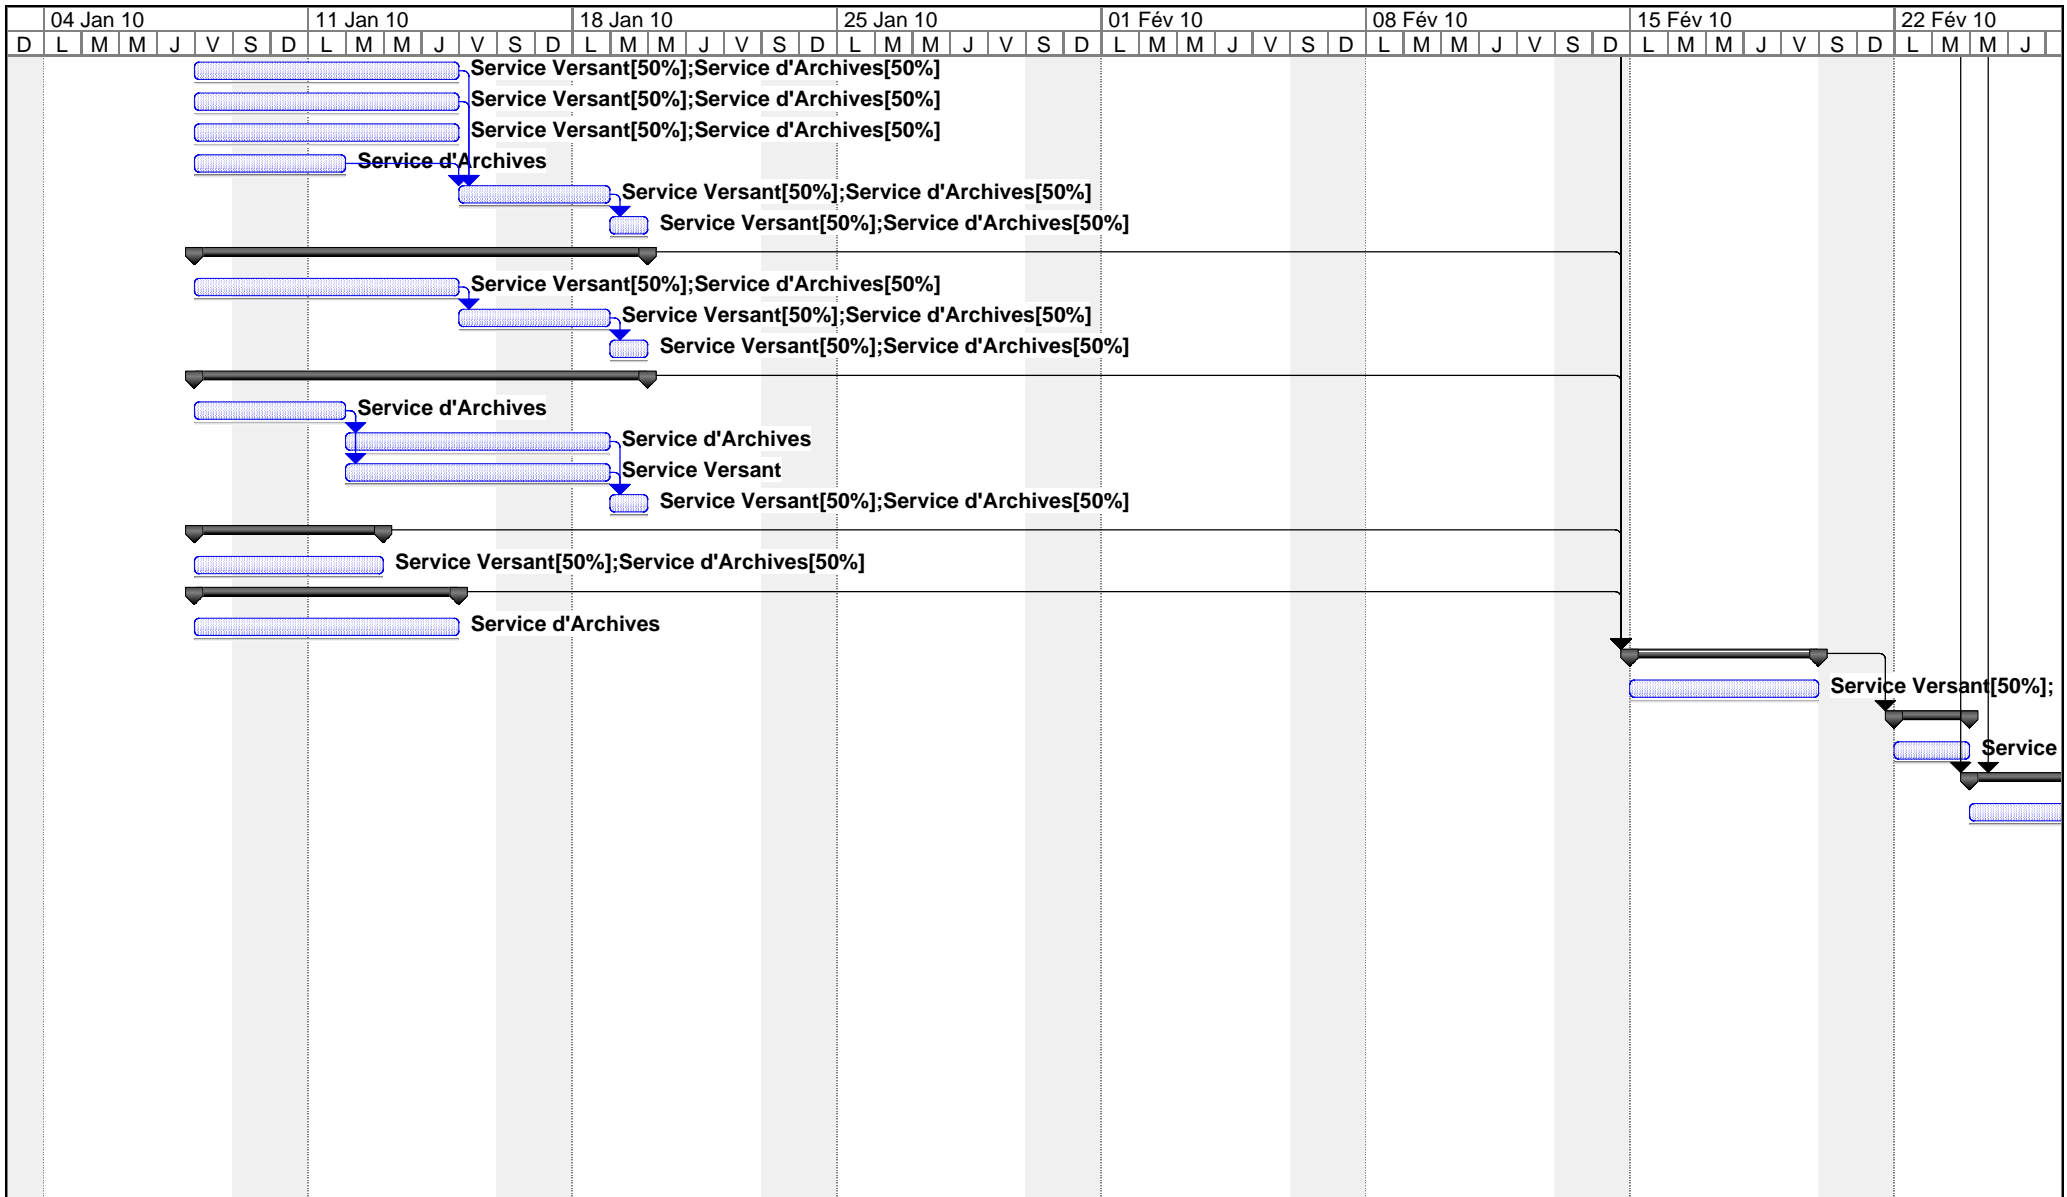 04 Jan 10 11 Jan 10 18 Jan 10 25 Jan 10 01 Fév 10 08 Fév 10 15 Fév 10 22 Fév 10
D L M M J V S D L M M J V S D L M M J V S D L M M J V S D L M M J V S D L M M J V S D L M M J V S D L M M J
Service Versant[50%];Service d'Archives[50%]
Service Versant[50%];Service d'Archives[50%]
Service Versant[50%];Service d'Archives[50%]
Service d'Archives
Service Versant[50%];Service d'Archives[50%]
Service Versant[50%];Service d'Archives[50%]
Service Versant[50%];Service d'Archives[50%]
Service Versant[50%];Service d'Archives[50%]
Service Versant[50%];Service d'Archives[50%]
Service d'Archives
Service d'Archives
Service Versant
Service Versant[50%];Service d'Archives[50%]
Service Versant[50%];Service d'Archives[50%]
Service d'Archives
Service Versant[50%];
Service